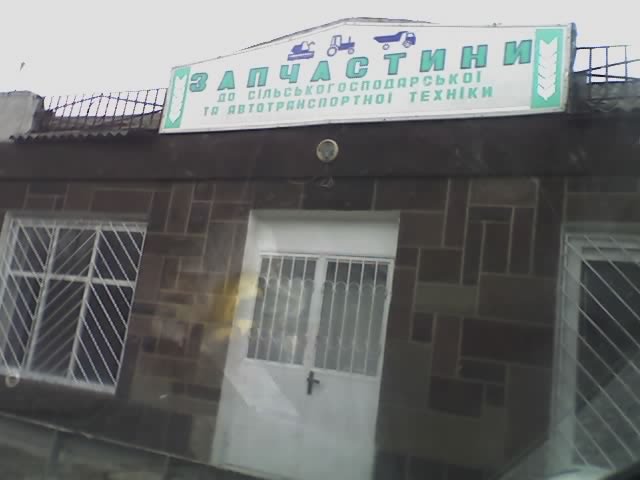 ЗАПЧАСТИНИ
ДО СІЛЬСЬКОГОСПОДАРСЬКОЇ
ТА АВТОТРАНСПОРТНОЇ ТЕХНІКИ